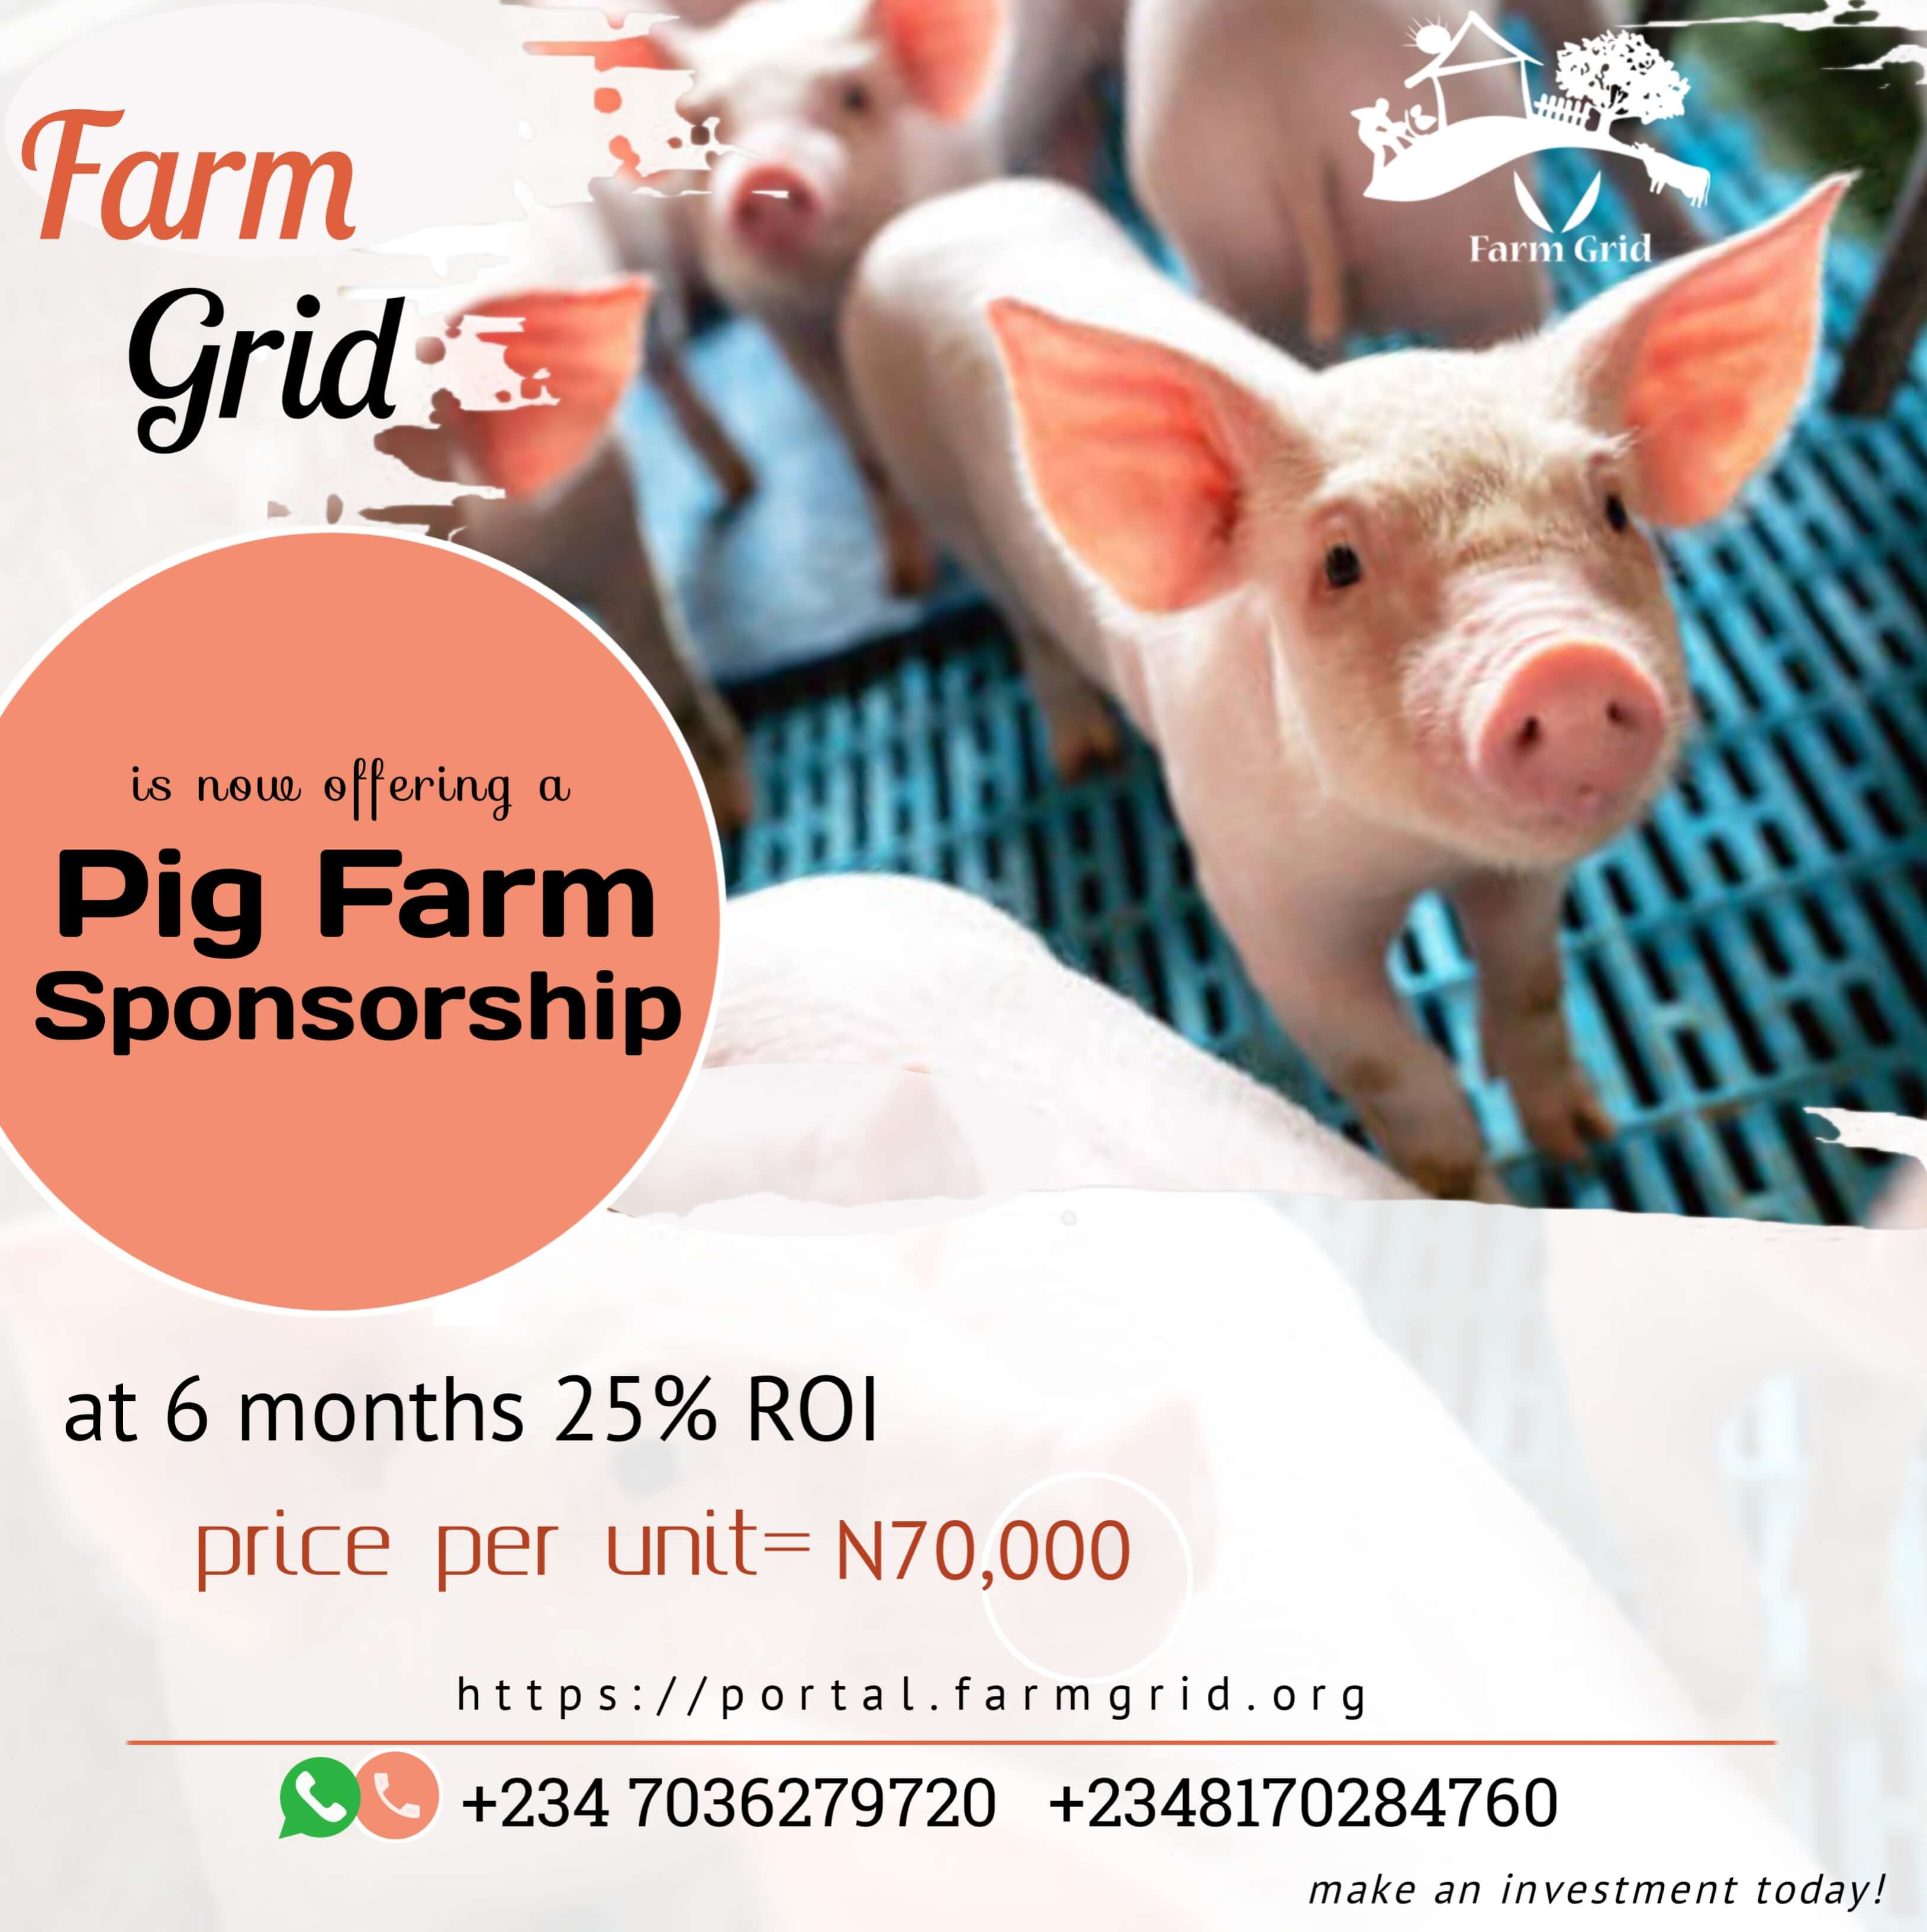 Farm
Grid
Farm Grid
is now offering a
Pig Farm
Sponsorship
at 6 months 25% ROI
price per unit= N70,000
https://portal.farmgrid.org
+234 7036279720 +2348170284760
make an investment today!